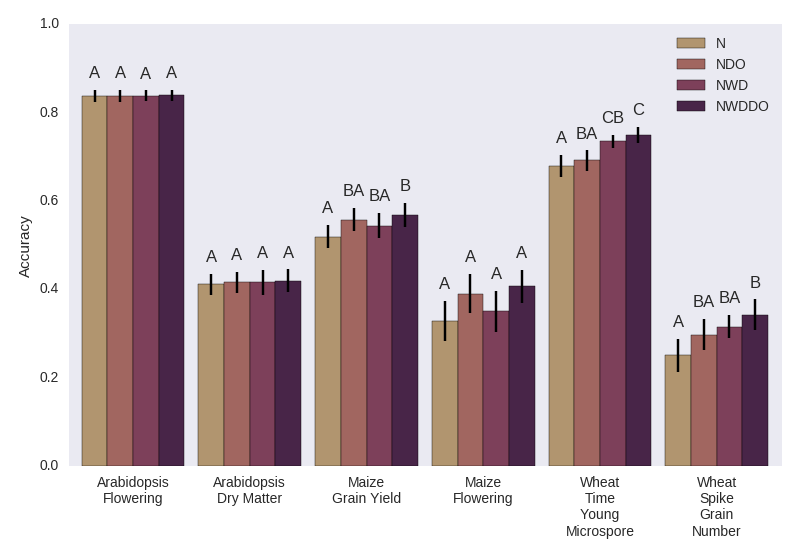 1.0
0.8
0.6
0.4
0.2
0.0
Accuracy
N
NDO
NWD
NWDDO
A A A A
A A A A
A BA BA B
A A A A
A BA CB C
A BA BA B
Arabidopsis
Flowering
Arabidopsis
Dry Matter
Maize
Grain Yield
Maize
Flowering
Wheat
Time
Young
Microspore
Wheat
Spike
Grain
Number